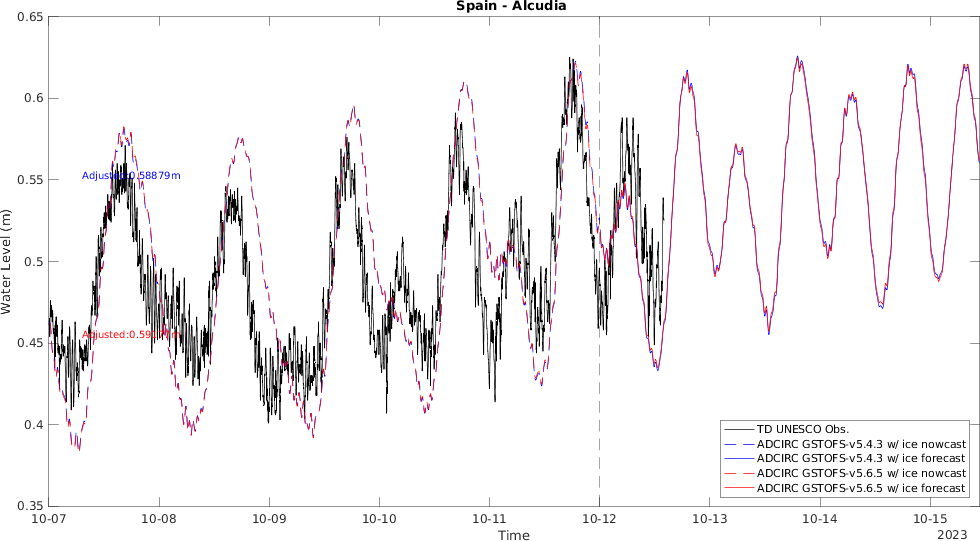 Spain - Alcudia
0.65
0.6
0.55
0.5
0.45
0.4
0.35
Water Level (m)
Adjusted:0.58879m
TD UNESCO Obs.
ADCIRC GSTOFS-v5.4.3 w/ ice nowcast
ADCIRC GSTOFS-v5.4.3 w/ ice forecast
ADCIRC GSTOFS-v5.6.5 w/ ice nowcast
ADCIRC GSTOFS-v5.6.5 w/ ice forecast
10-07 10-08 10-09 10-10 10-11 10-12 10-13 10-14 10-15
Time
2023